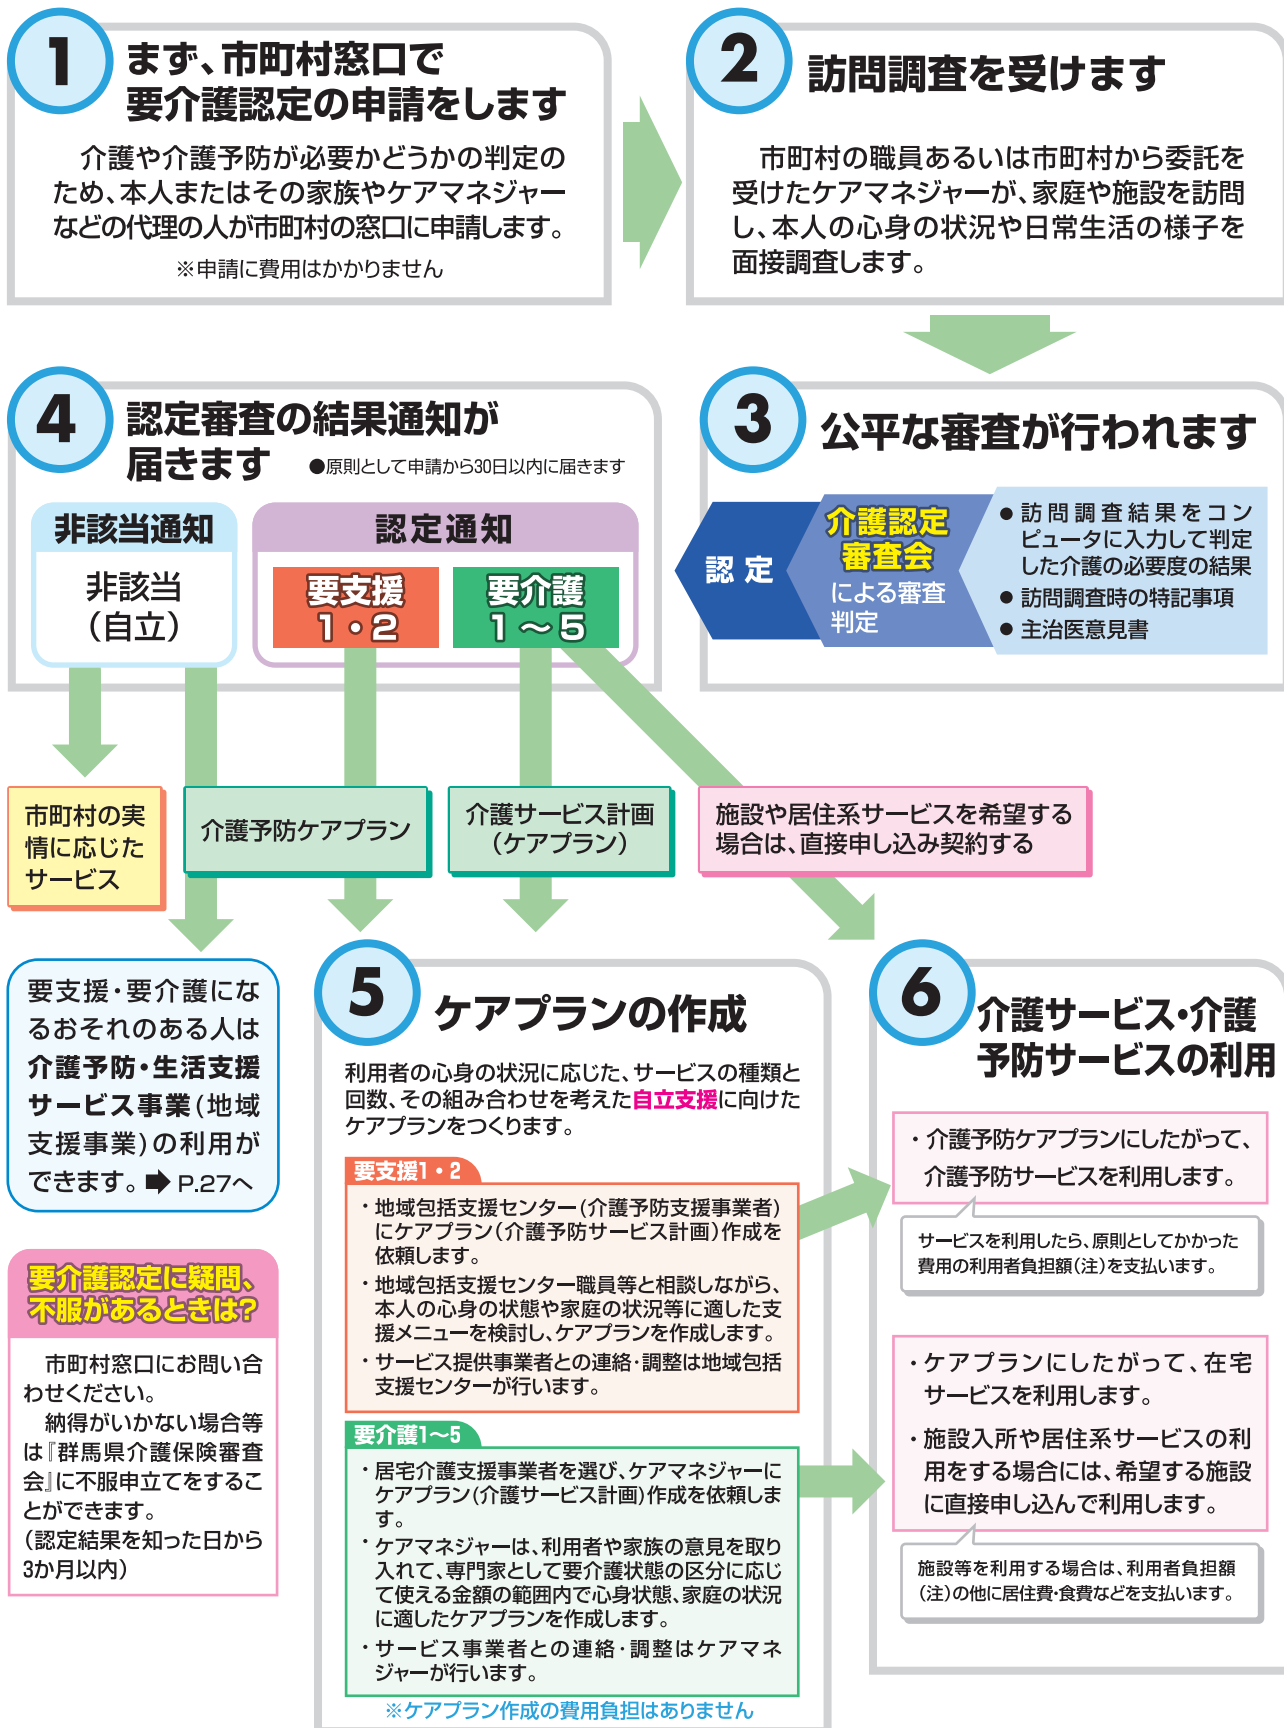 1
まず、市町村窓口で
要介護認定の申請をします
介護や介護予防が必要かどうかの判定の
ため、本人またはその家族やケアマネジャー
などの代理の人が市町村の窓口に申請します。
※申請に費用はかかりません
2
訪問調査を受けます
市町村の職員あるいは市町村から委託を
受けたケアマネジャーが、家庭や施設を訪問
し、本人の心身の状況や日常生活の様子を
面接調査します。
3
公平な審査が行われます
●訪問調査結果をコン
ピュータに入力して判定
した介護の必要度の結果
●訪問調査時の特記事項
●主治医意見書
介護認定
審査会
による審査
判定
認定
4
認定審査の結果通知が
届きます
●原則として申請から30日以内に届きます
非該当通知
非該当
（自立）
認定通知
要支援
1・2
要介護
1～5
市町村の実
情に応じた
サービス
介護予防ケアプラン
介護サービス計画
（ケアプラン）
施設や居住系サービスを希望する
場合は、直接申し込み契約する
要支援・要介護にな
るおそれのある人は
介護予防・生活支援
サービス事業（地域
支援事業）の利用が
できます。➡P.27へ
要介護認定に疑問、
不服があるときは?
市町村窓口にお問い合
わせください。
納得がいかない場合等
は『群馬県介護保険審査
会』に不服申立てをするこ
とができます。
（認定結果を知った日から
3か月以内）
5
ケアプランの作成
利用者の心身の状況に応じた、サービスの種類と
回数、その組み合わせを考えた自立支援に向けた
ケアプランをつくります。
要支援1・2
・地域包括支援センター（介護予防支援事業者）
にケアプラン（介護予防サービス計画）作成を
依頼します。
・地域包括支援センター職員等と相談しながら、
本人の心身の状態や家庭の状況等に適した支
援メニューを検討し、ケアプランを作成します。
・サービス提供事業者との連絡・調整は地域包括
支援センターが行います。
要介護1～5
・居宅介護支援事業者を選び、ケアマネジャーに
ケアプラン（介護サービス計画）作成を依頼しま
す。
・ケアマネジャーは、利用者や家族の意見を取り
入れて、専門家として要介護状態の区分に応じ
て使える金額の範囲内で心身状態、家庭の状況
に適したケアプランを作成します。
・サービス事業者との連絡・調整はケアマネ
ジャーが行います。
※ケアプラン作成の費用負担はありません
6
介護サービス・介護
予防サービスの利用
・介護予防ケアプランにしたがって、
介護予防サービスを利用します。
サービスを利用したら、原則としてかかった
費用の利用者負担額（注）を支払います。
・ケアプランにしたがって、在宅
サービスを利用します。
・施設入所や居住系サービスの利
用をする場合には、希望する施設
に直接申し込んで利用します。
施設等を利用する場合は、利用者負担額
（注）の他に居住費・食費などを支払います。